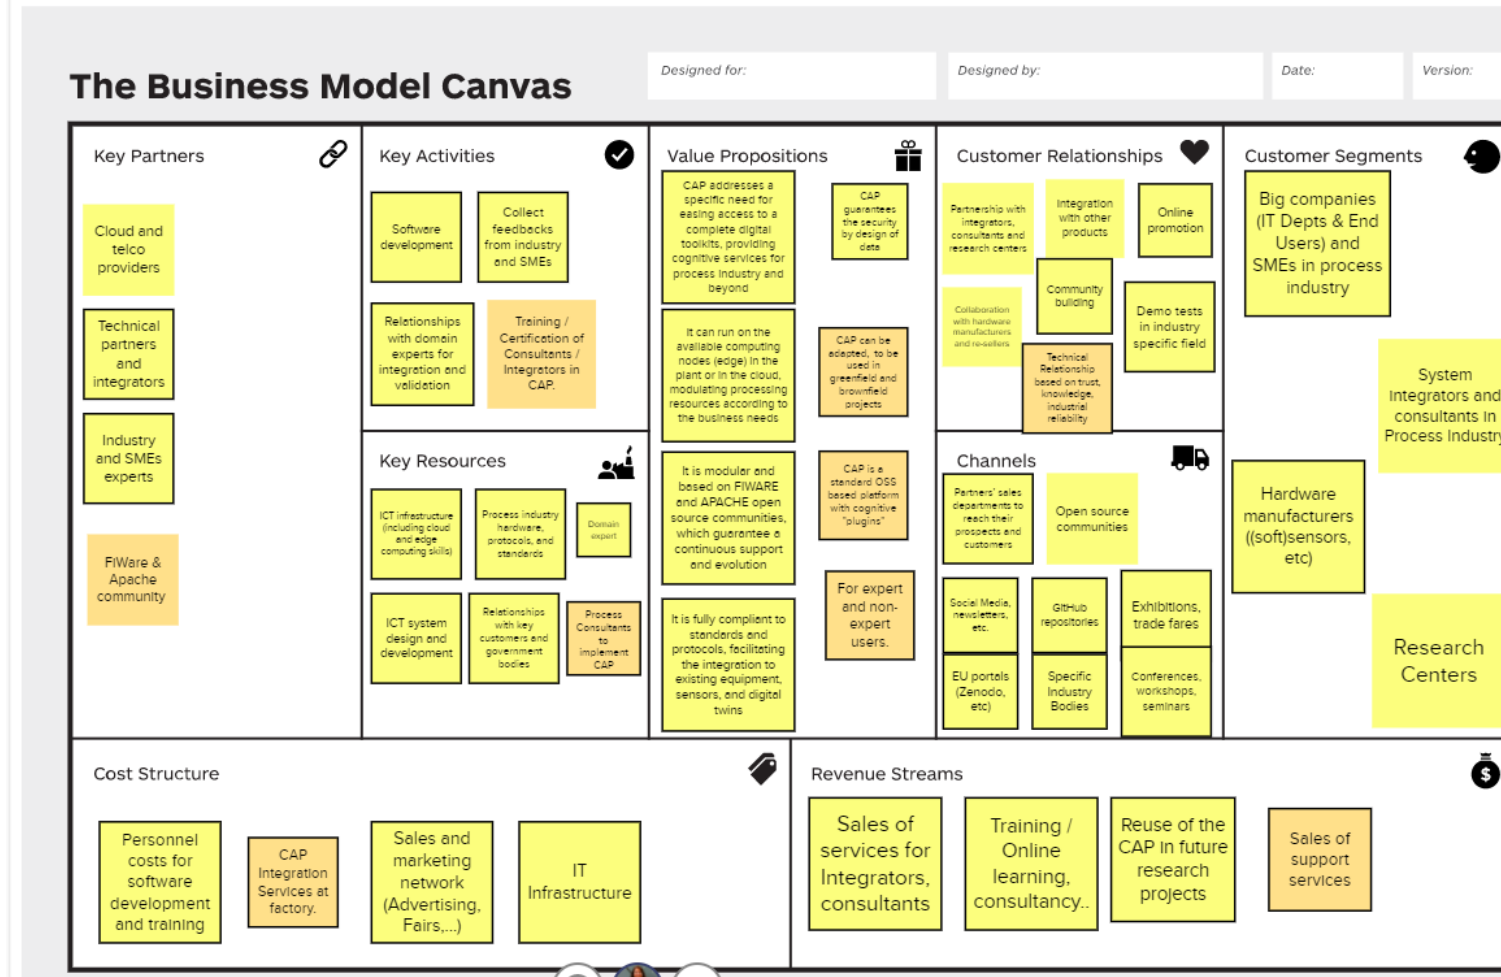 The Business Model Canvas
Designed for:
Designed by:
Date:
Version:
Key Partners
Cloud and
telco
providers
Technical
partners
and
integrators
Industry
and SMEs
experts
FIWare &
Apache
community
Key Activities
Software
development
Collect
feedbacks
from industry
and SMEs
Relationships
with domain
experts for
integration and
validation
Training /
Certification of
Consultants /
Integrators in
CAP.
Key Resources
ICT infrastructure
(including cloud
and edge
computing skills)
Process industry
hardware,
protocols, and
standards
Domain
expert
ICT system
design and
development
Relationships
with key
customers and
government
bodies
Process
Consultants
to
implement
CAP
Value Propositions
CAP addresses a
specific need for
easing access to a
complete digital
toolkits, providing
cognitive services for
process industry and
beyond
CAP
guarantees
the security
by design of
data
It can run on the
available computing
nodes (edge) in the
plant or in the cloud,
modulating processing
resources according to
the business needs
CAP can be
adapted, to be
used in
greenfield and
brownfield
projects
It is modular and
based on FIWARE
and APACHE open
source communities,
which guarantee a
continuous support
and evolution
CAP is a
standard OSS
based platform
with cognitive
"plugins"
It is fully compliant to
standards and
protocols, facilitating
the integration to
existing equipment,
sensors, and digital
twins
For expert
and non-
expert
users.
Customer Relationships
Partnership with
integrators,
consultants and
research centers
Integration
with other
products
Online
promotion
Community
building
Collaboration
with hardware
manufacturers
and re-sellers
Demo tests
in industry
specific field
Technical
Relationship
based on trust,
knowledge,
industrial
reliability
Channels
Partners' sales
departments to
reach their
prospects and
customers
Open source
communities
Social Media,
newsletters,
etc.
GitHub
repositories
Exhibitions,
trade fares
EU portals
(Zenodo,
etc)
Specific
Industry
Bodies
Conferences,
workshops,
seminars
Customer Segments
Big companies
(IT Depts & End
Users) and
SMEs in process
industry
System
Integrators and
consultants in
Process Industry
Hardware
manufacturers
((soft)sensors,
etc)
Research
Centers
Cost Structure
Personnel
costs for
software
development
and training
CAP
Integration
Services at
factory.
Sales and
marketing
network
(Advertising,
Fairs,...)
IT
Infrastructure
Revenue Streams
$
Sales of
services for
Integrators,
consultants
Training /
Online
learning,
consultancy..
Reuse of the
CAP in future
research
projects
Sales of
support
services